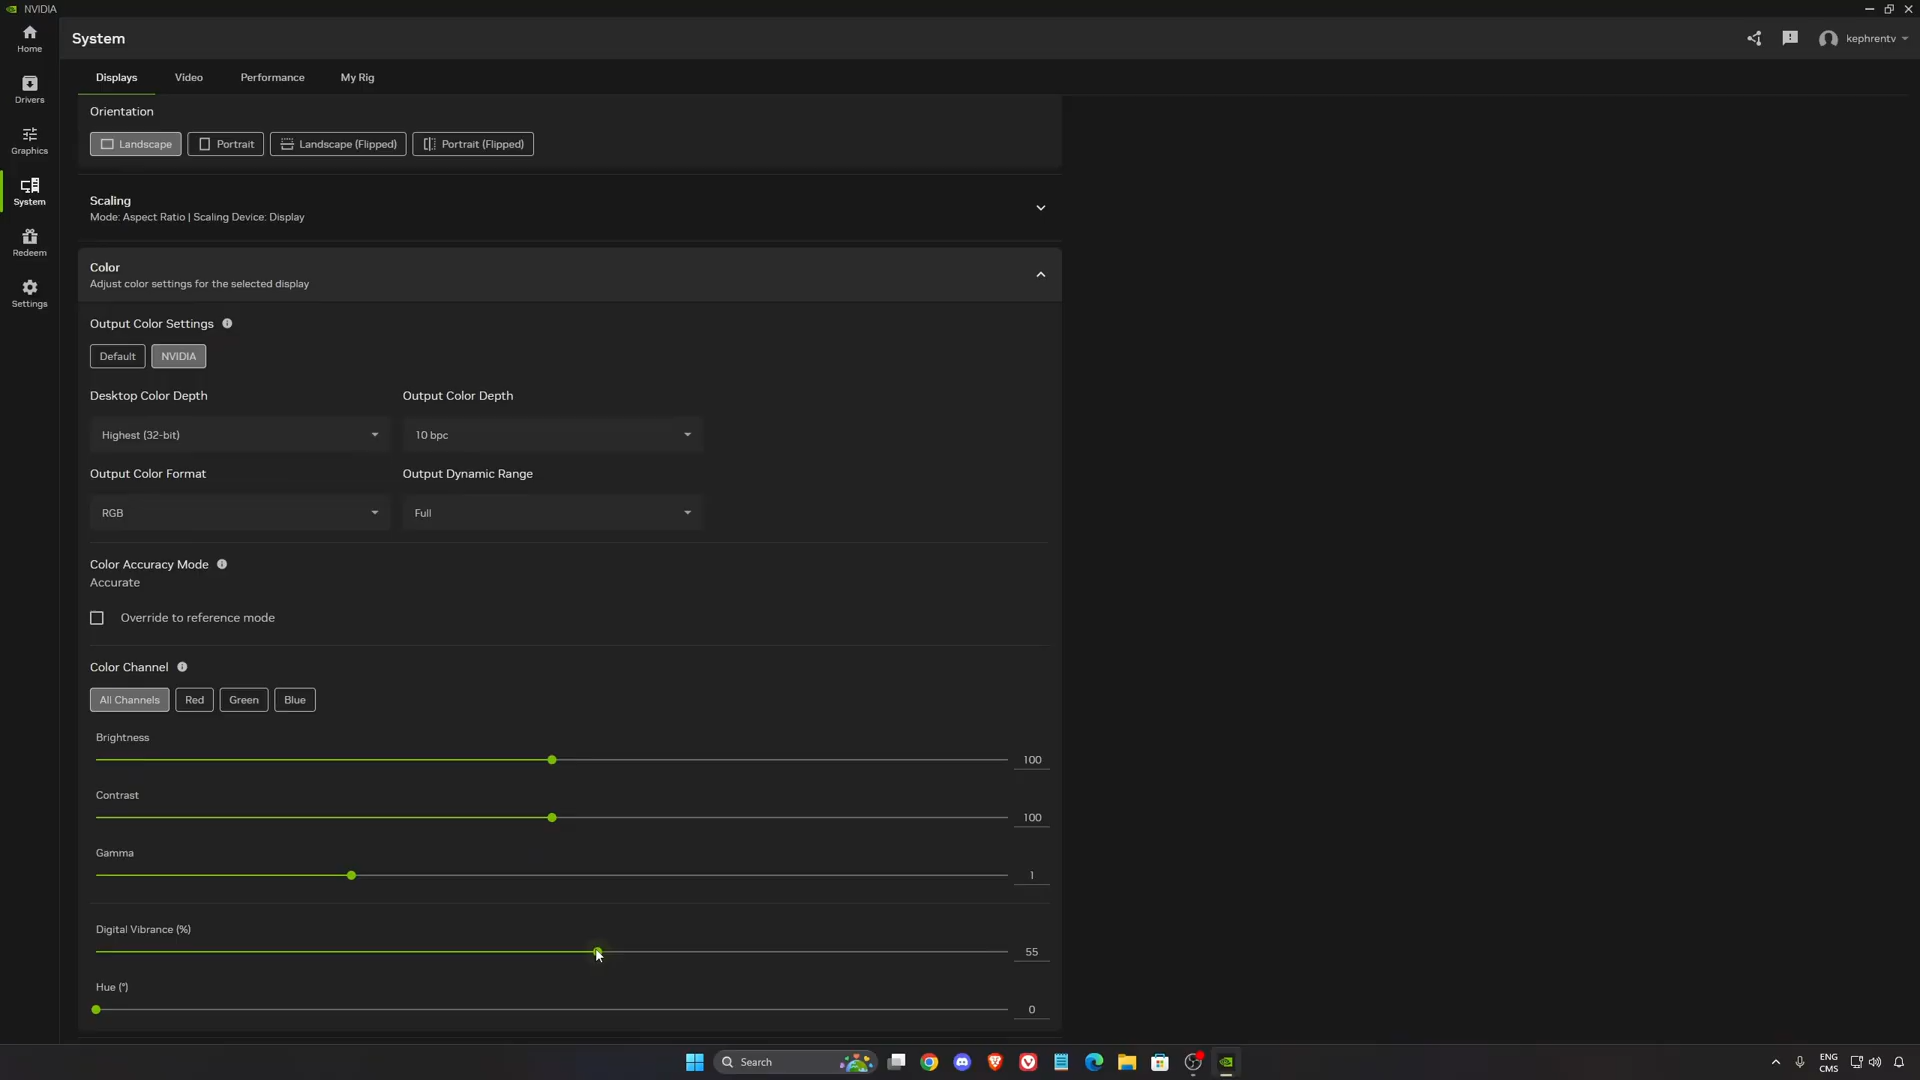 NVIDIA
Home
Drivers
Graphics
System
Redeem
Settings
System
kephrentv
Displays
Video
Performance
My Rig
Orientation
Landscape
Portrait
Landscape (Flipped)
Portrait (Flipped)
Scaling
Mode: Aspect Ratio | Scaling Device: Display
Color
Adjust color settings for the selected display
Output Color Settings
Default
NVIDIA
Desktop Color Depth
Output Color Depth
Highest (32-bit)
10 bpc
Output Color Format
Output Dynamic Range
RGB
Full
Color Accuracy Mode
Accurate
Override to reference mode
Color Channel
All Channels
Red
Green
Blue
Brightness
100
Contrast
100
Gamma
1
Digital Vibrance (%)
55
Hue (°)
0
Search
ENG
CMS